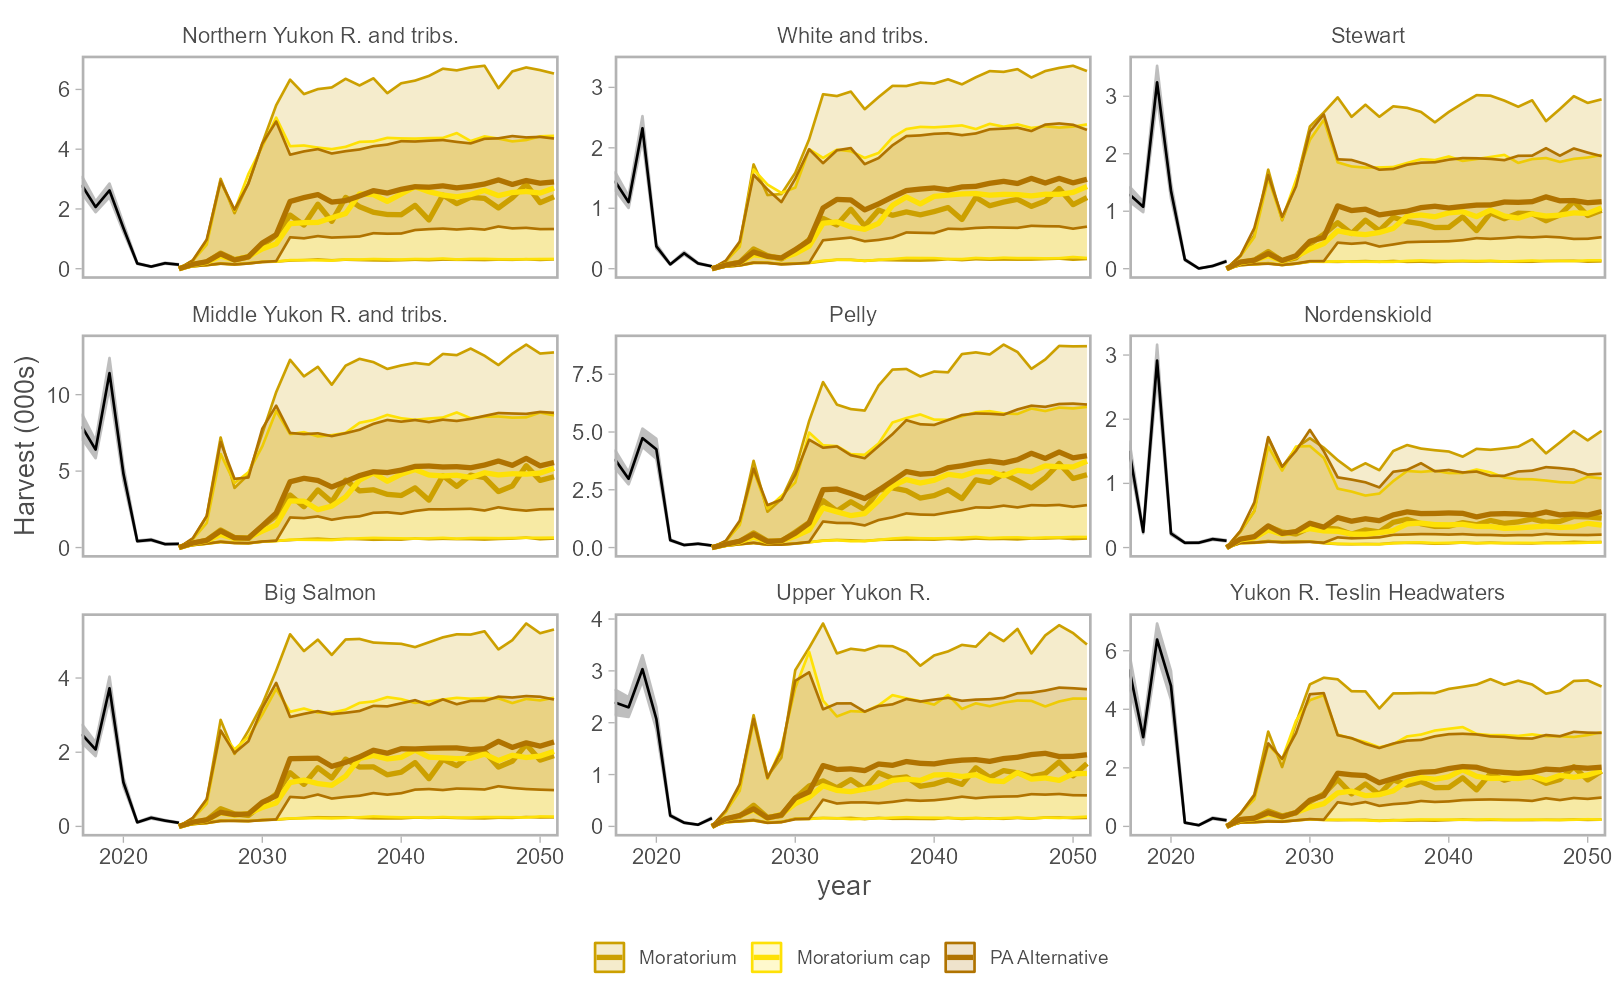 Northern Yukon R. and tribs.
White and tribs.
Stewart
6
4
2
0
3
2
1
0
3
2
1
0
Middle Yukon R. and tribs.
Pelly
Nordenskiold
10
5
0
7.5
5.0
2.5
0.0
3
2
1
0
Harvest (000s)
Big Salmon
Upper Yukon R.
Yukon R. Teslin Headwaters
4
2
0
4
3
2
1
0
6
4
2
0
2020 2030 2040 2050
2020 2030 2040 2050
2020 2030 2040 2050
year
Moratorium Moratorium cap PA Alternative